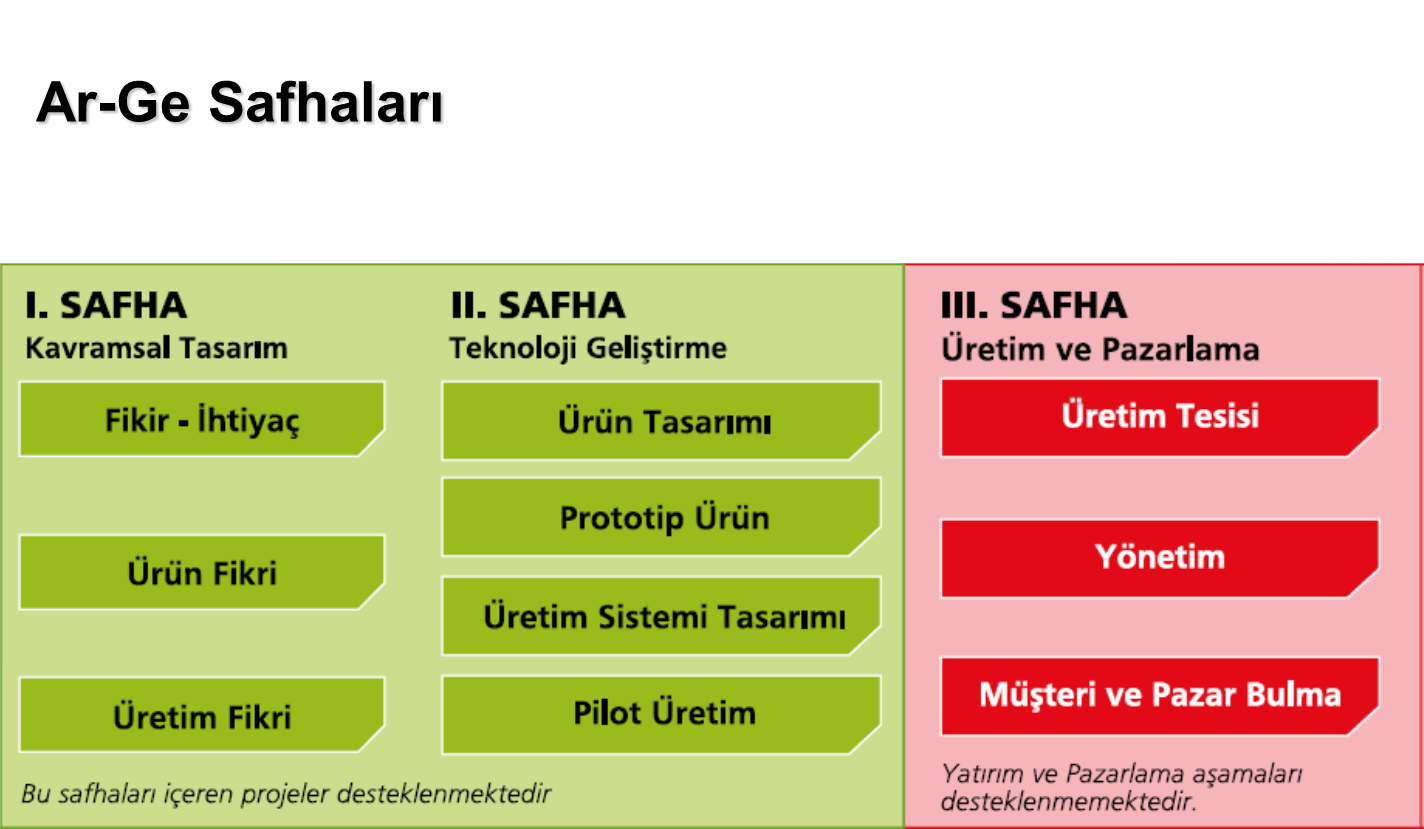 Ar-Ge Safhaları
I. SAFHA
Kavramsal Tasarım
Fikir - İhtiyaç
Ürün Fikri
Üretim Fikri
II. SAFHA
Teknoloji Geliştirme
Ürün Tasarımı
Prototip Ürün
Üretim Sistemi Tasarımı
Pilot Üretim
Bu safhaları içeren projeler desteklenmektedir
III. SAFHA
Üretim ve Pazarlama
Üretim Tesisi
Yönetim
Müşteri ve Pazar Bulma
Yatırım ve Pazarlama aşamaları
desteklenmemektedir.